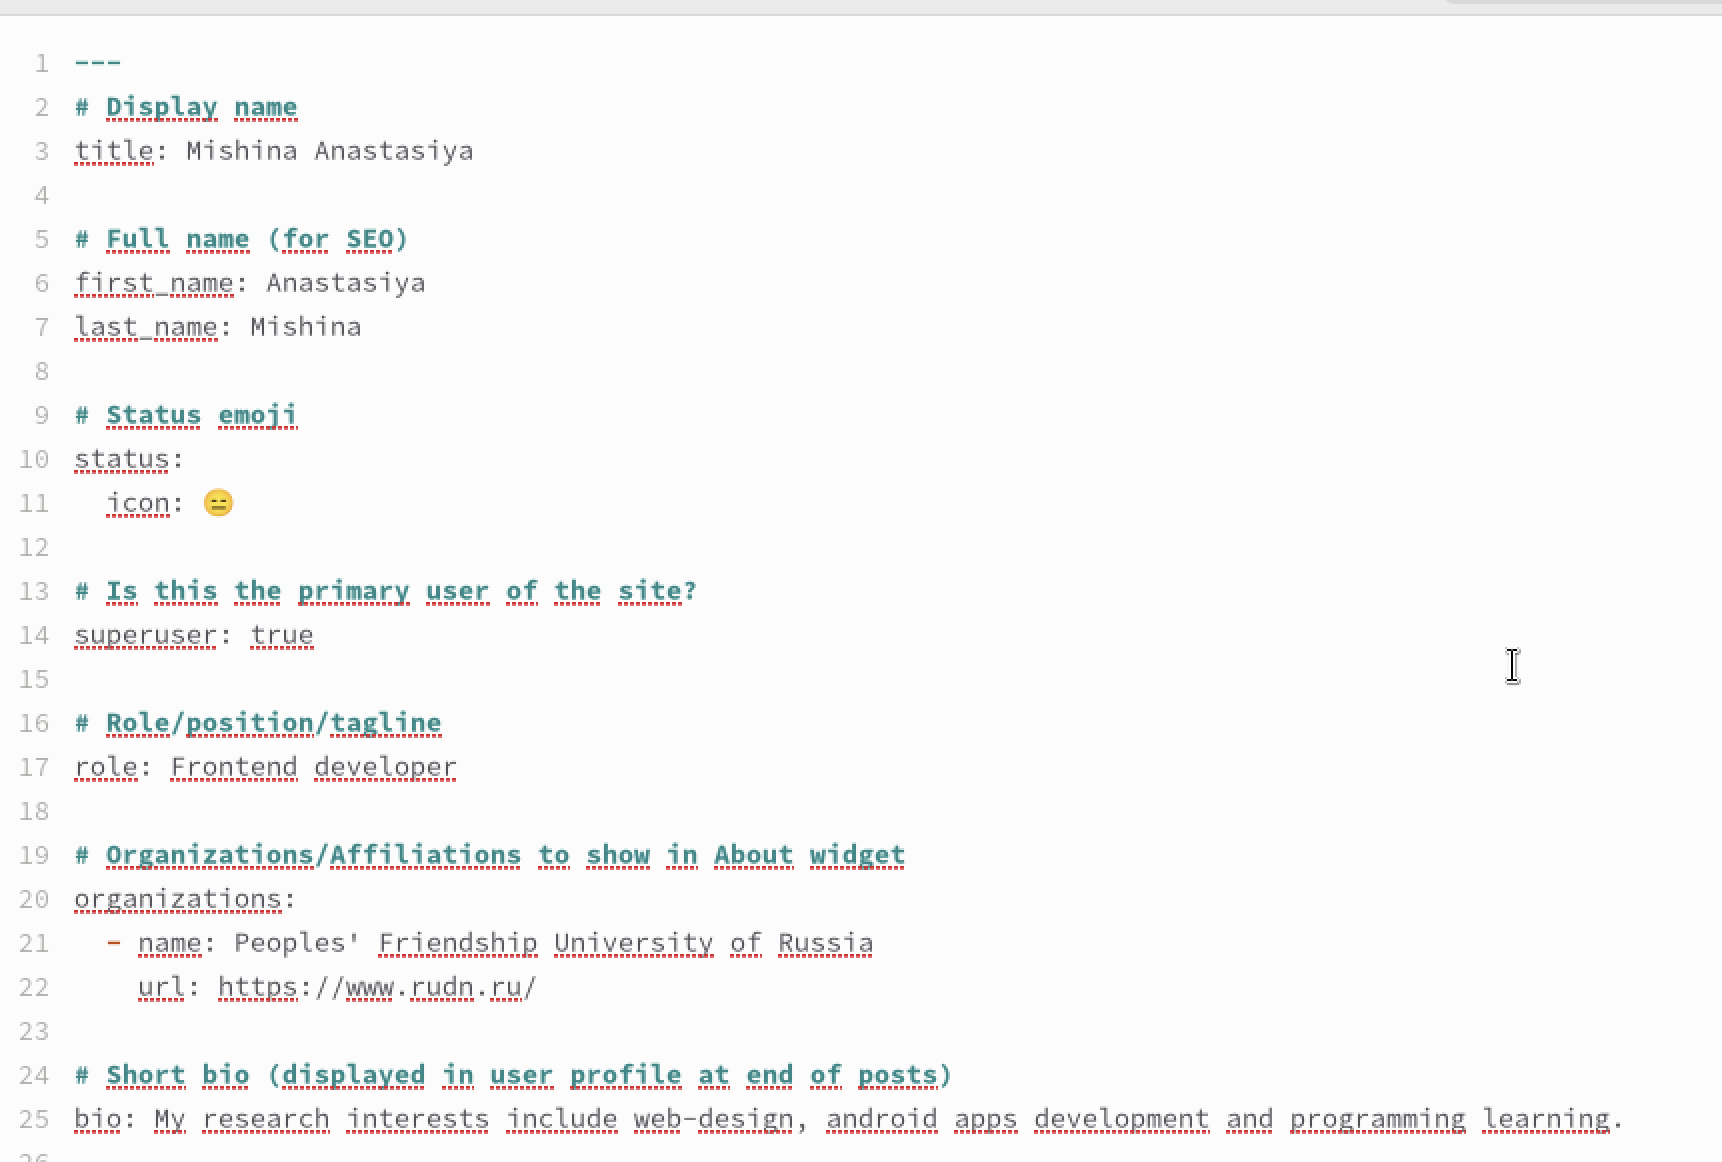 1 ---
2 # Display name
3 title: Mishina Anastasiya
4
5 # Full name (for SEO)
6 first_name: Anastasiya
7 last_name: Mishina
8
9 # Status emoji
10 status:
11   icon: 😑
12
13 # Is this the primary user of the site?
14 superuser: true
15
16 # Role/position/tagline
17 role: Frontend developer
18
19 # Organizations/Affiliations to show in About widget
20 organizations:
21   - name: Peoples' Friendship University of Russia
22     url: https://www.rudn.ru/
23
24 # Short bio (displayed in user profile at end of posts)
25 bio: My research interests include web-design, android apps development and programming learning.
26